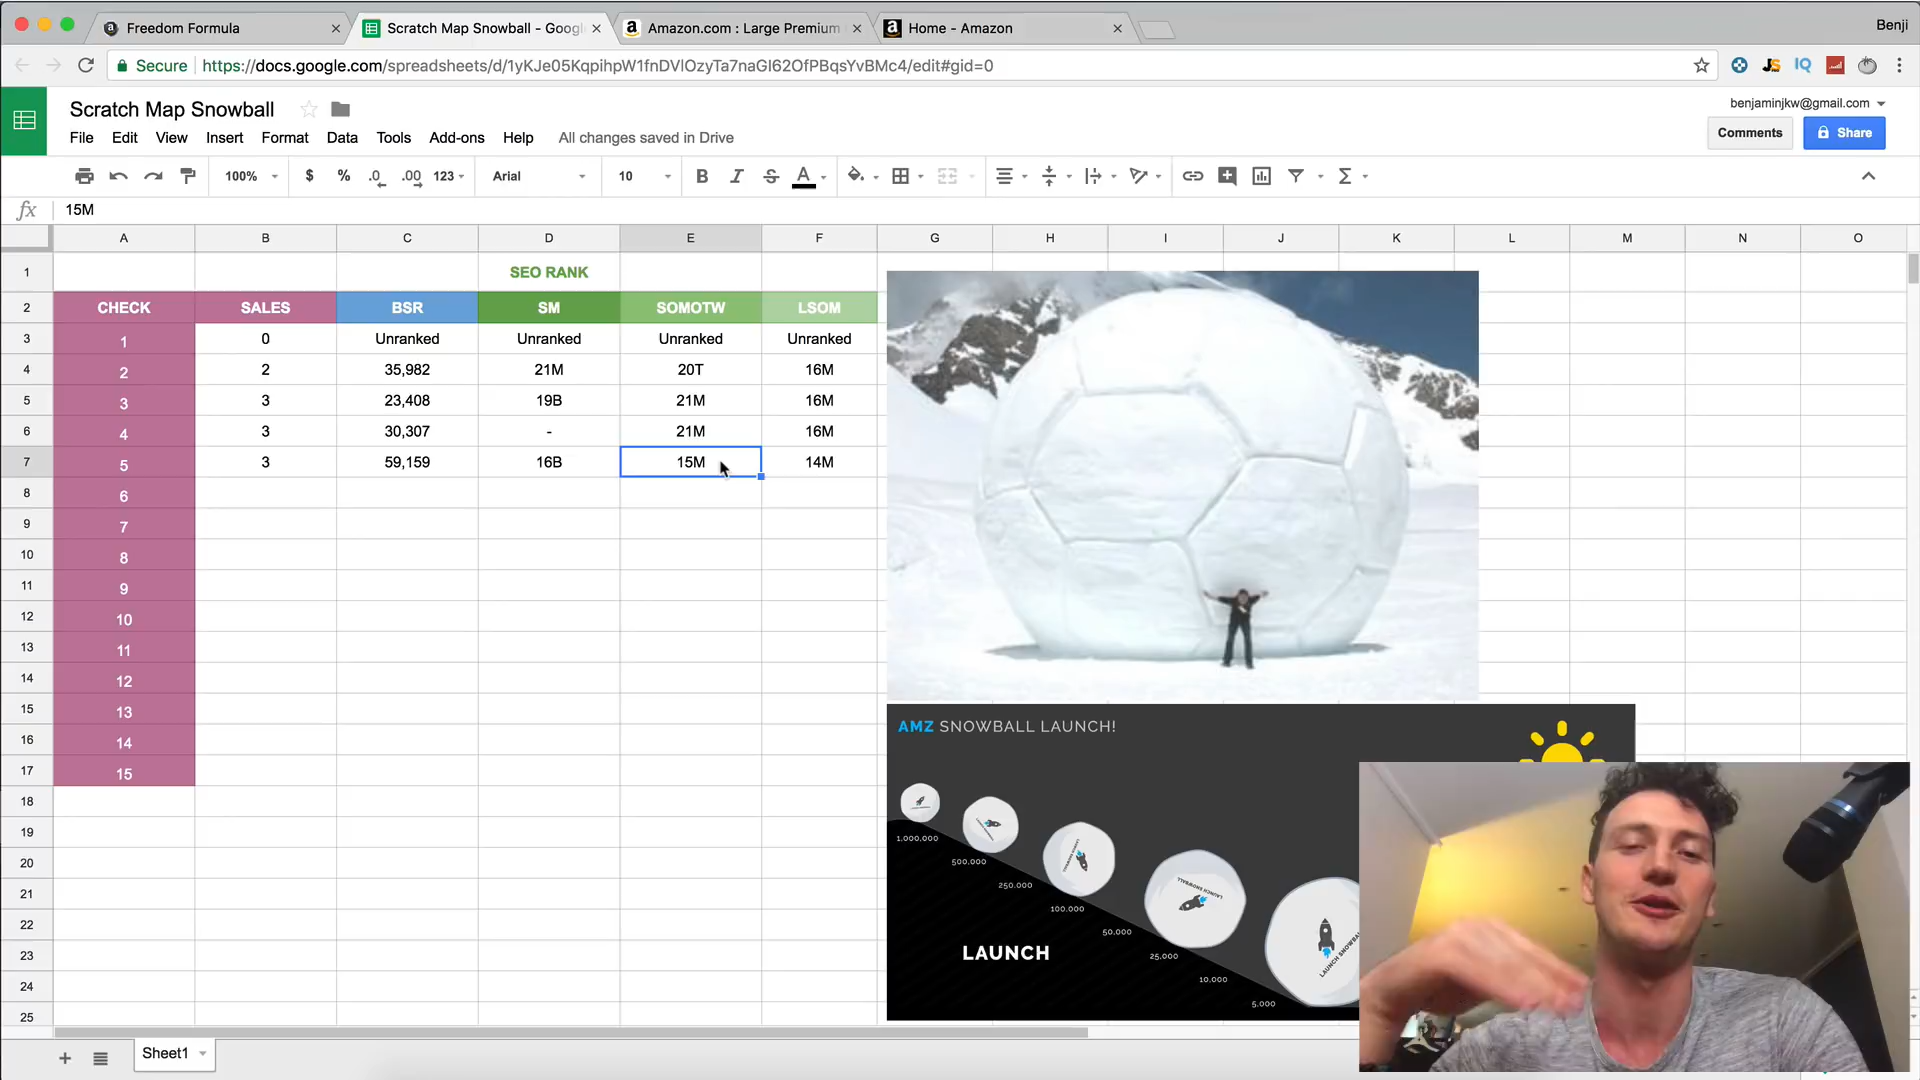 Freedom Formula
Scratch Map Snowball - Googl
Amazon.com : Large Premium
Home - Amazon
Benji
Secure
https://docs.google.com/spreadsheets/d/1yKJe05KqpihpW1fnDVlOzyTa7naGI62OfPBqsYvBMc4/edit#gid=0
Scratch Map Snowball
benjaminjkw@gmail.com
File Edit View Insert Format Data Tools Add-ons Help All changes saved in Drive
Comments
Share
100% $ % .0 .00 123 Arial 10 B I S A
fx 15M
A B C D E F G H I J K L M N O
1 SEO RANK
2 CHECK SALES BSR SM SOMOTW LSOM
3 1 0 Unranked Unranked Unranked Unranked
4 2 2 35,982 21M 20T 16M
5 3 3 23,408 19B 21M 16M
6 4 3 30,307 - 21M 16M
7 5 3 59,159 16B 15M 14M
8 6
9 7
10 8
11 9
12 10
13 11
14 12
15 13
16 14
17 15
18
19
20
21
22
23
24
25
AMZ SNOWBALL LAUNCH!
1,000,000
500,000
250,000
100,000
50,000
25,000
10,000
5,000
LAUNCH
LAUNCH SNOWBALL
Sheet1